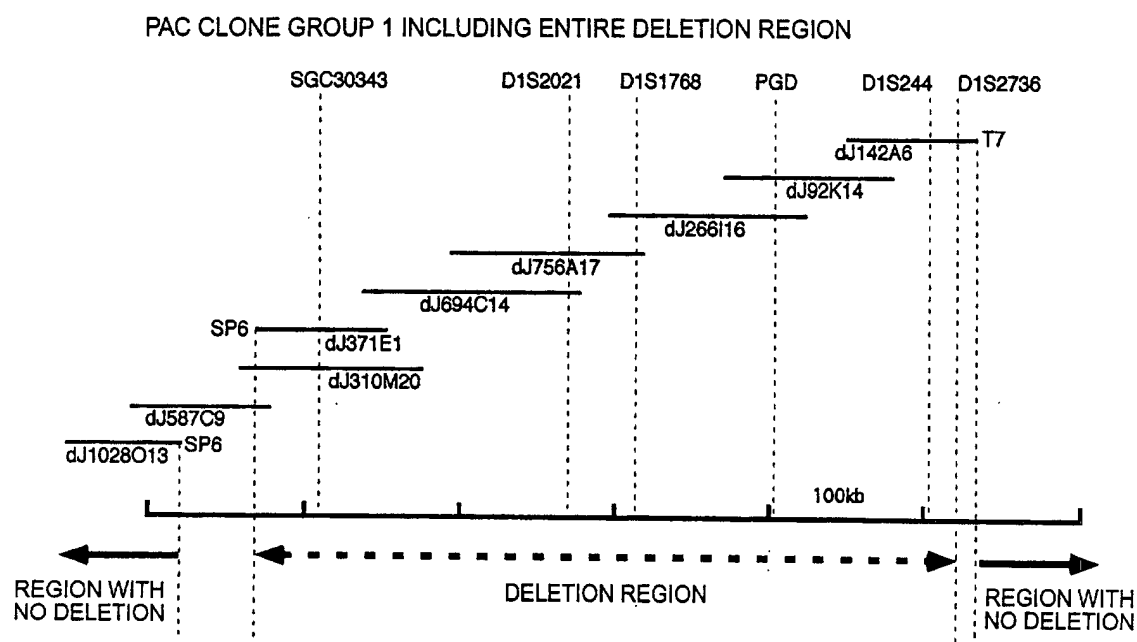 PAC CLONE GROUP 1 INCLUDING ENTIRE DELETION REGION
SGC30343 D1S2021 D1S1768 PGD D1S244 D1S2736
T7
dJ142A6
dJ92K14
dJ266I16
dJ756A17
dJ694C14
SP6
dJ371E1
dJ310M20
dJ587C9
SP6
dJ1028O13
100kb
REGION WITH
NO DELETION
DELETION REGION
REGION WITH
NO DELETION